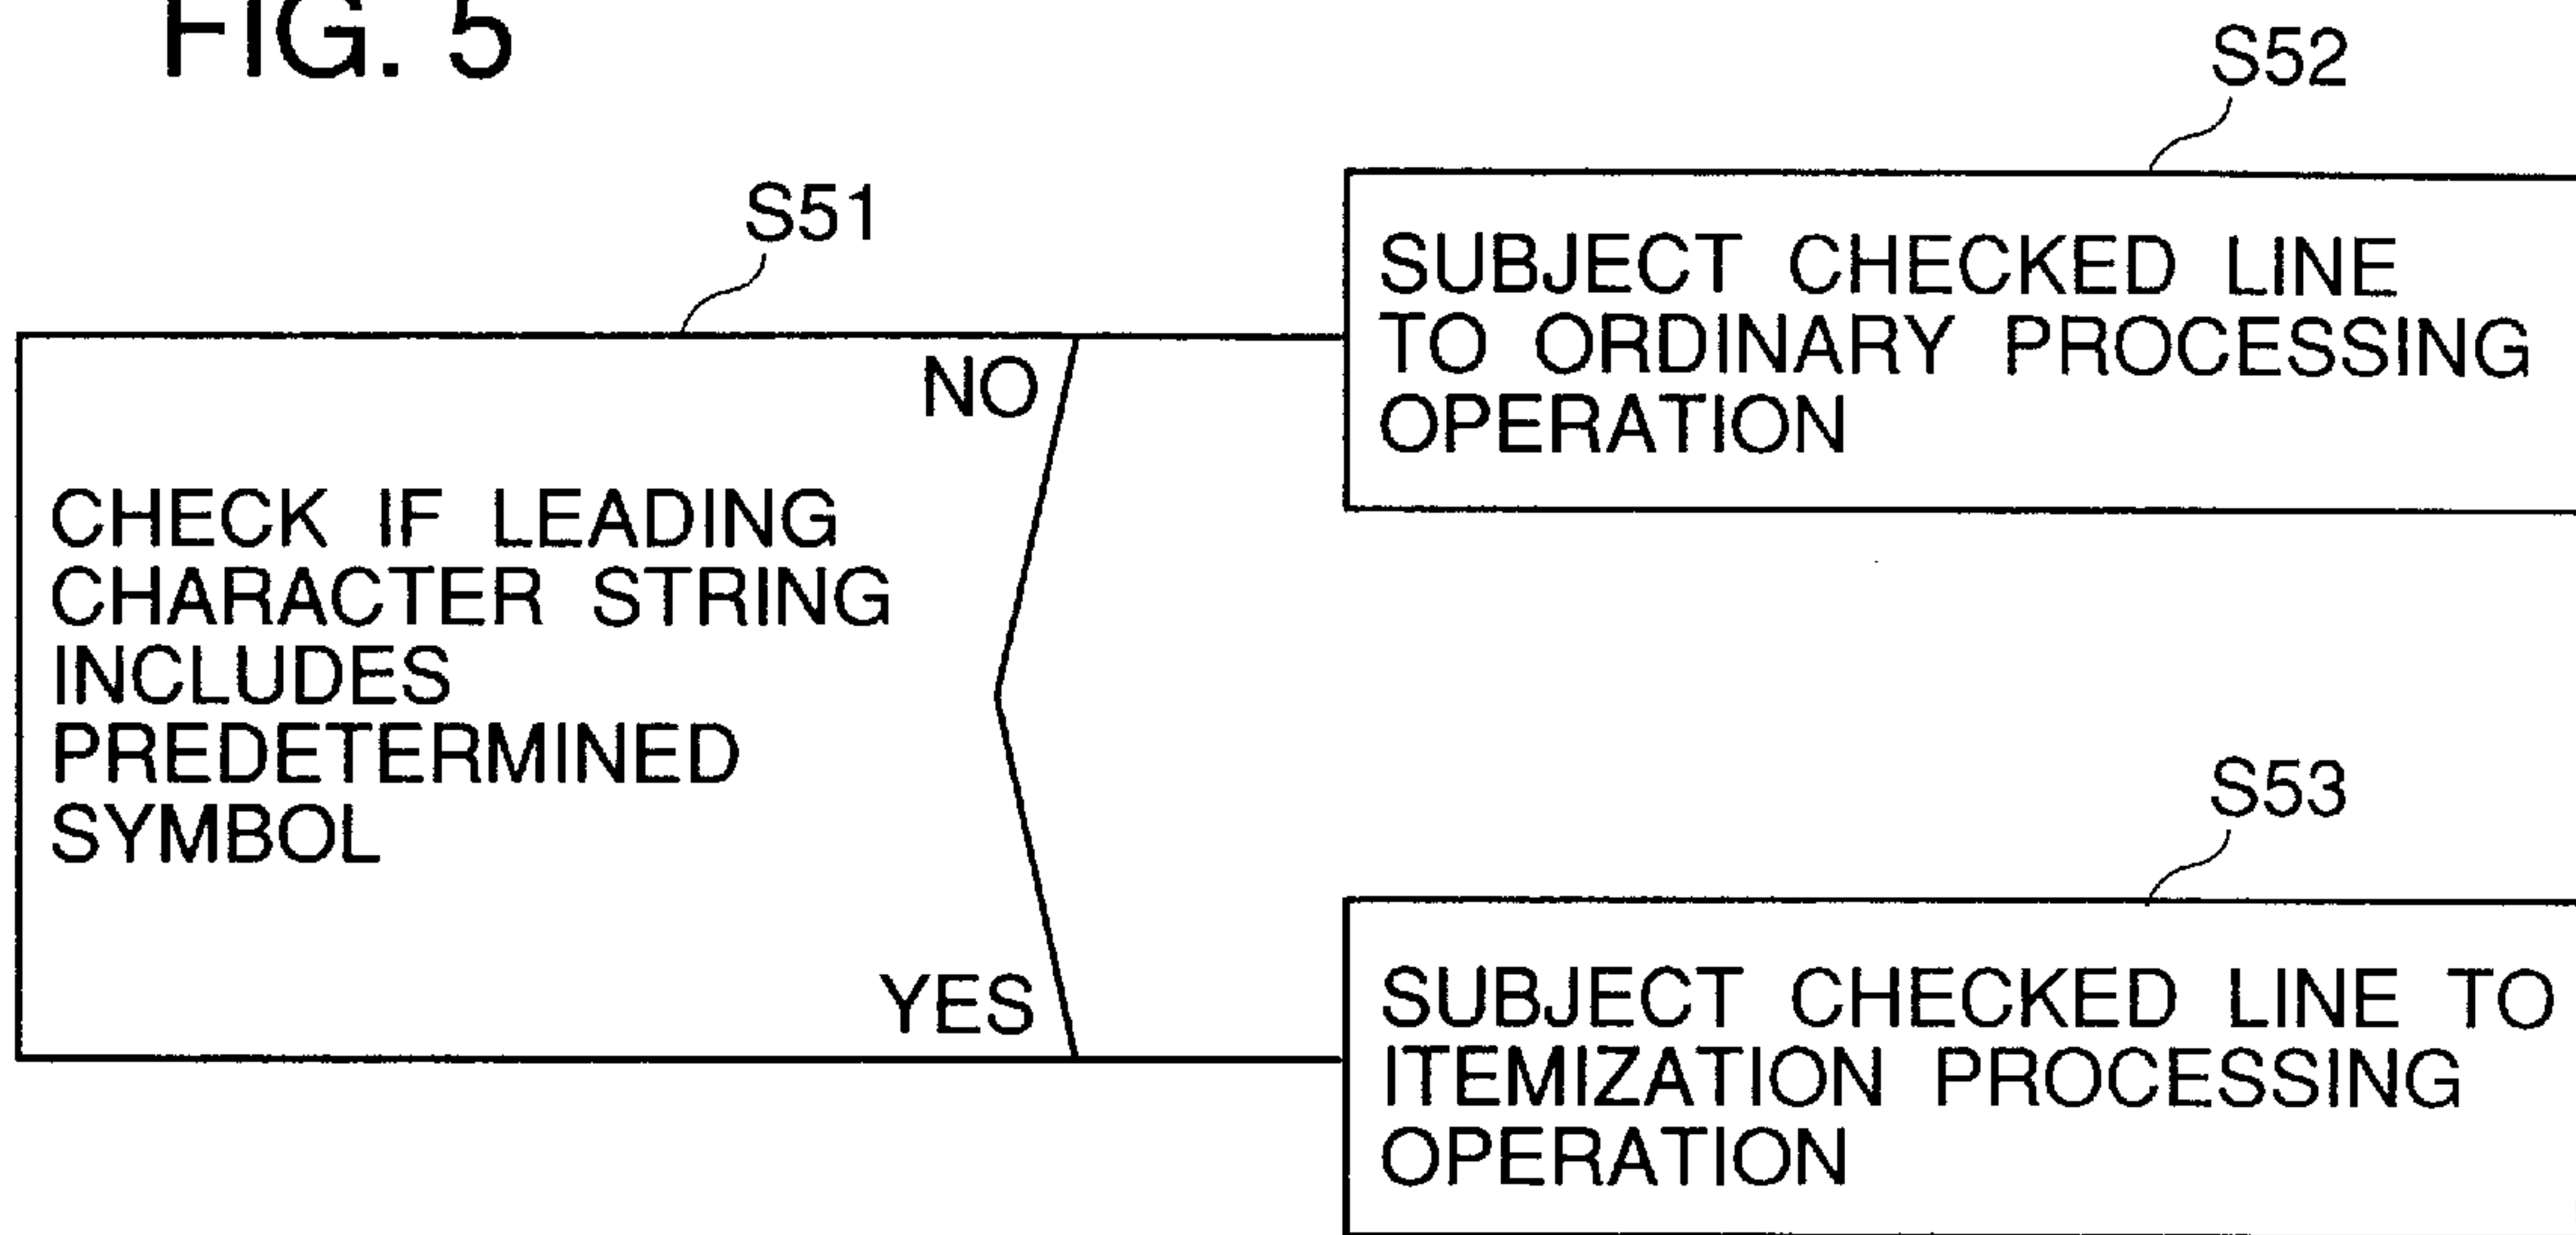 FIG. 5
S51
CHECK IF LEADING
CHARACTER STRING
INCLUDES
PREDETERMINED
SYMBOL
NO
YES
S52
SUBJECT CHECKED LINE
TO ORDINARY PROCESSING
OPERATION
S53
SUBJECT CHECKED LINE TO
ITEMIZATION PROCESSING
OPERATION